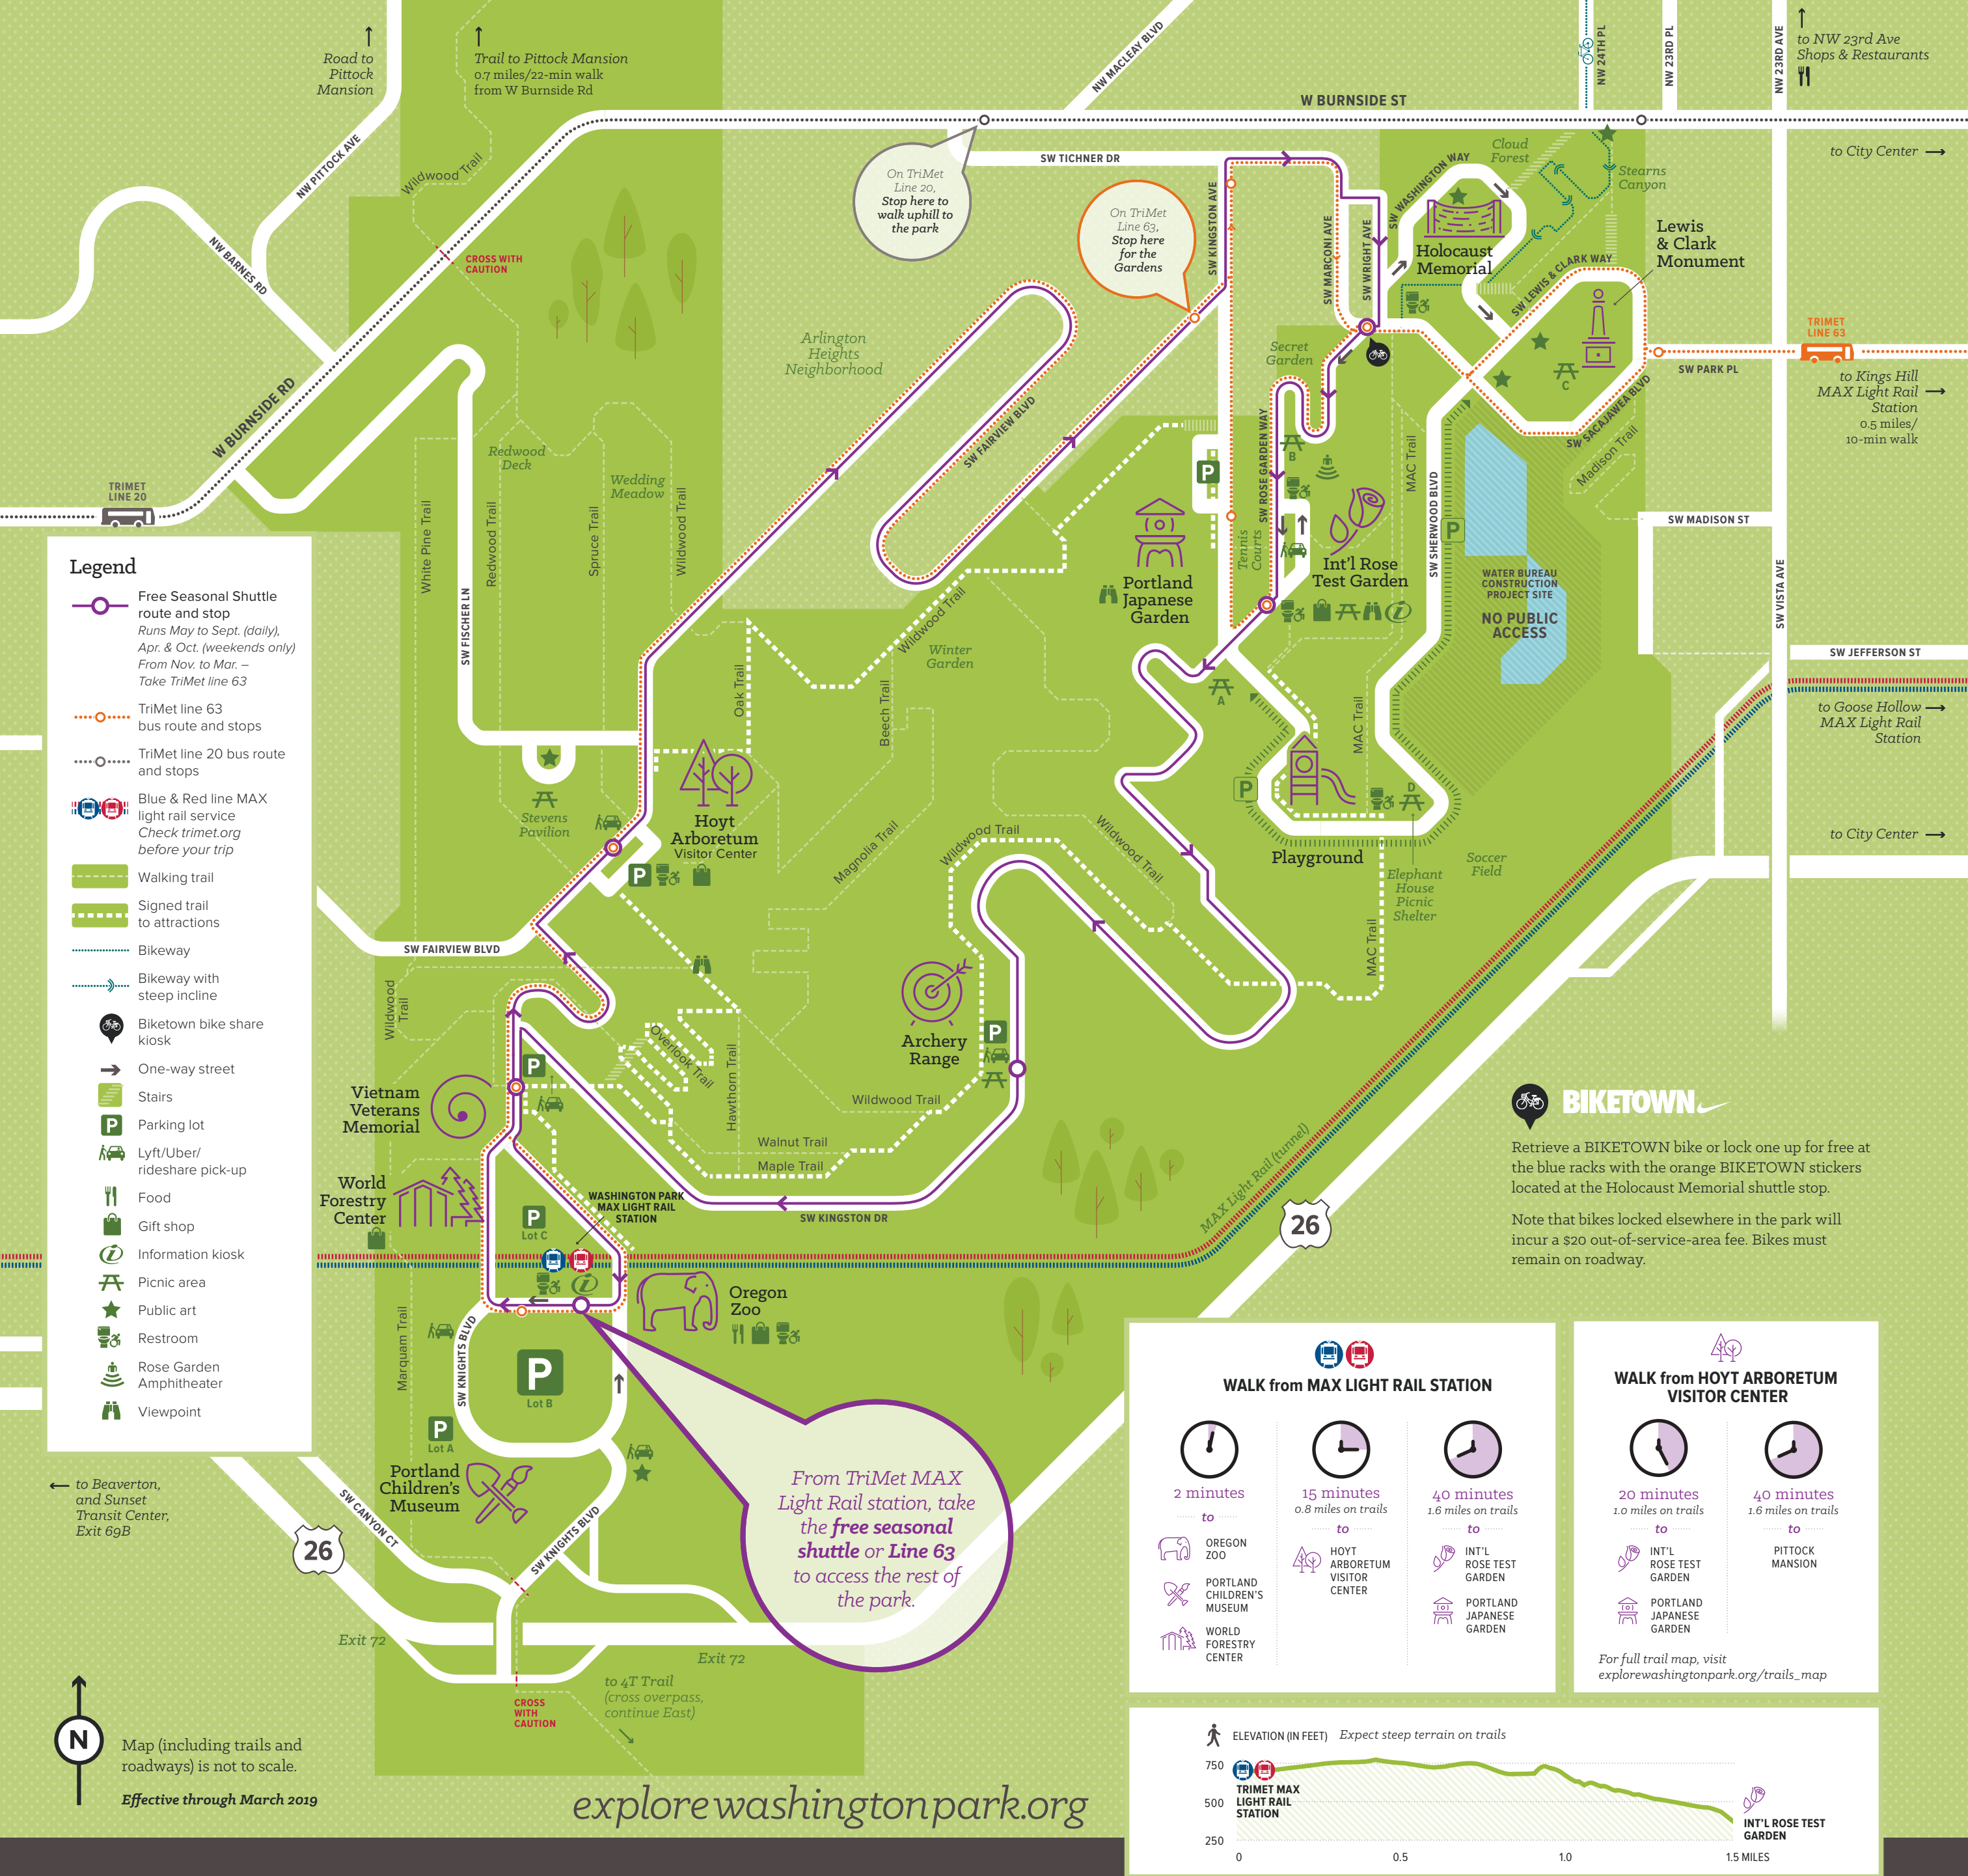 Road to
Pittock
Mansion
Trail to Pittock Mansion
0.7 miles/22-min walk
from W Burnside Rd
NW MACLEAY BLVD
W BURNSIDE ST
NW 24TH PL
NW 23RD PL
NW 23RD AVE
to NW 23rd Ave
Shops & Restaurants
to City Center
NW PITTOCK AVE
Wildwood Trail
NW BARNES RD
CROSS WITH
CAUTION
W BURNSIDE RD
TRIMET
LINE 20
On TriMet
Line 20,
Stop here to
walk uphill to
the park
SW TICHNER DR
On TriMet
Line 63,
Stop here
for the
Gardens
SW KINGSTON AVE
SW MARCONI AVE
SW WRIGHT AVE
SW WASHINGTON WAY
Cloud
Forest
Stearns
Canyon
Holocaust
Memorial
Lewis
& Clark
Monument
SW LEWIS & CLARK WAY
C
SW SACAJAWEA BLVD
Madison Trail
TRIMET
LINE 63
SW PARK PL
to Kings Hill
MAX Light Rail
Station
0.5 miles/
10-min walk
SW MADISON ST
SW VISTA AVE
SW JEFFERSON ST
to Goose Hollow
MAX Light Rail
Station
to City Center
Arlington
Heights
Neighborhood
SW FAIRVIEW BLVD
Secret
Garden
SW ROSE GARDEN WAY
B
MAC Trail
SW SHERWOOD BLVD
P
P
Tennis
Courts
Int'l Rose
Test Garden
Portland
Japanese
Garden
WATER BUREAU
CONSTRUCTION
PROJECT SITE
NO PUBLIC
ACCESS
A
MAC Trail
P
D
Playground
Elephant
House
Picnic
Shelter
Soccer
Field
MAC Trail
Redwood
Deck
Wedding
Meadow
White Pine Trail
SW FISCHER LN
Redwood Trail
Spruce Trail
Wildwood Trail
Wildwood Trail
Winter
Garden
Oak Trail
Beech Trail
Stevens
Pavilion
Hoyt
Arboretum
Visitor Center
P
Magnolia Trail
Wildwood Trail
Wildwood Trail
SW FAIRVIEW BLVD
Wildwood
Trail
Overlook Trail
Hawthorn Trail
Archery
Range
P
Wildwood Trail
Walnut Trail
Maple Trail
SW KINGSTON DR
P
Vietnam
Veterans
Memorial
World
Forestry
Center
P
Lot C
WASHINGTON PARK
MAX LIGHT RAIL
STATION
MAX Light Rail (tunnel)
26
Oregon
Zoo
Marquam Trail
SW KNIGHTS BLVD
P
Lot B
P
Lot A
Portland
Children's
Museum
SW KNIGHTS BLVD
SW CANYON CT
26
to Beaverton,
and Sunset
Transit Center,
Exit 69B
Exit 72
Exit 72
CROSS
WITH
CAUTION
to 4T Trail
(cross overpass,
continue East)
From TriMet MAX
Light Rail station, take
the free seasonal
shuttle or Line 63
to access the rest of
the park.
Legend
Free Seasonal Shuttle
route and stop
Runs May to Sept. (daily),
Apr. & Oct. (weekends only)
From Nov. to Mar. –
Take TriMet line 63
TriMet line 63
bus route and stops
TriMet line 20 bus route
and stops
Blue & Red line MAX
light rail service
Check trimet.org
before your trip
Walking trail
Signed trail
to attractions
Bikeway
Bikeway with
steep incline
Biketown bike share
kiosk
One-way street
Stairs
P
Parking lot
Lyft/Uber/
rideshare pick-up
Food
Gift shop
Information kiosk
Picnic area
Public art
Restroom
Rose Garden
Amphitheater
Viewpoint
N
Map (including trails and
roadways) is not to scale.
Effective through March 2019
explorewashingtonpark.org
BIKETOWN
Retrieve a BIKETOWN bike or lock one up for free at
the blue racks with the orange BIKETOWN stickers
located at the Holocaust Memorial shuttle stop.
Note that bikes locked elsewhere in the park will
incur a $20 out-of-service-area fee. Bikes must
remain on roadway.
WALK from MAX LIGHT RAIL STATION
2 minutes
to
OREGON
ZOO
PORTLAND
CHILDREN'S
MUSEUM
WORLD
FORESTRY
CENTER
15 minutes
0.8 miles on trails
to
HOYT
ARBORETUM
VISITOR
CENTER
40 minutes
1.6 miles on trails
to
INT'L
ROSE TEST
GARDEN
PORTLAND
JAPANESE
GARDEN
WALK from HOYT ARBORETUM
VISITOR CENTER
20 minutes
1.0 miles on trails
to
INT'L
ROSE TEST
GARDEN
PORTLAND
JAPANESE
GARDEN
40 minutes
1.6 miles on trails
to
PITTOCK
MANSION
For full trail map, visit
explorewashingtonpark.org/trails_map
ELEVATION (IN FEET) Expect steep terrain on trails
750
500
250
TRIMET MAX
LIGHT RAIL
STATION
INT'L ROSE TEST
GARDEN
0
0.5
1.0
1.5 MILES